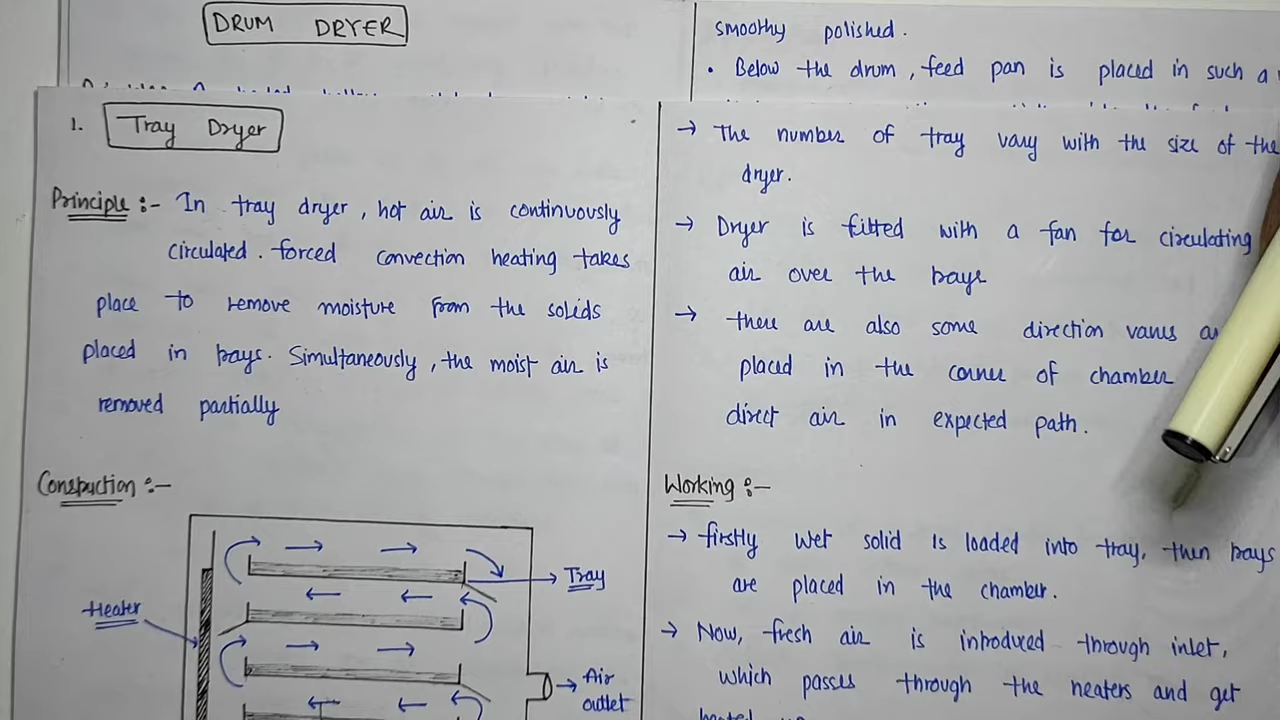 DRUM DRYER
smoothy polished.
• Below the drum, feed pan is placed in such a
1. Tray Dryer
Principle :- In tray dryer, hot air is continuously
circulated. forced convection heating takes
place to remove moisture from the solids
placed in trays. Simultaneously, the moist air is
removed partially
Construction :-
Heater
Tray
Air
outlet
→ The number of tray vary with the size of the
dryer.
→ Dryer is fitted with a fan for circulating
air over the trays
→ there are also some direction vanes
placed in the corner of chamber
direct air in expected path.
Working :-
→ firstly wet solid is loaded into tray, then trays
are placed in the chamber.
→ Now, fresh air is introduced through inlet,
which passes through the heaters and get